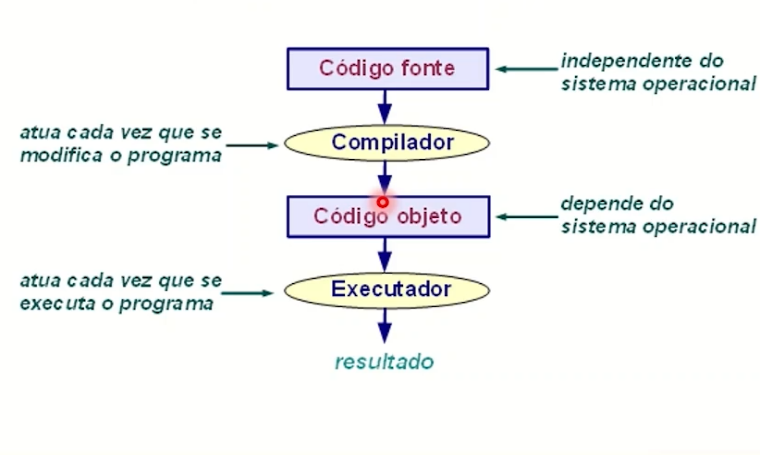 Código fonte
independente do
sistema operacional
atua cada vez que se
modifica o programa
Compilador
Código objeto
depende do
sistema operacional
atua cada vez que se
executa o programa
Executador
resultado